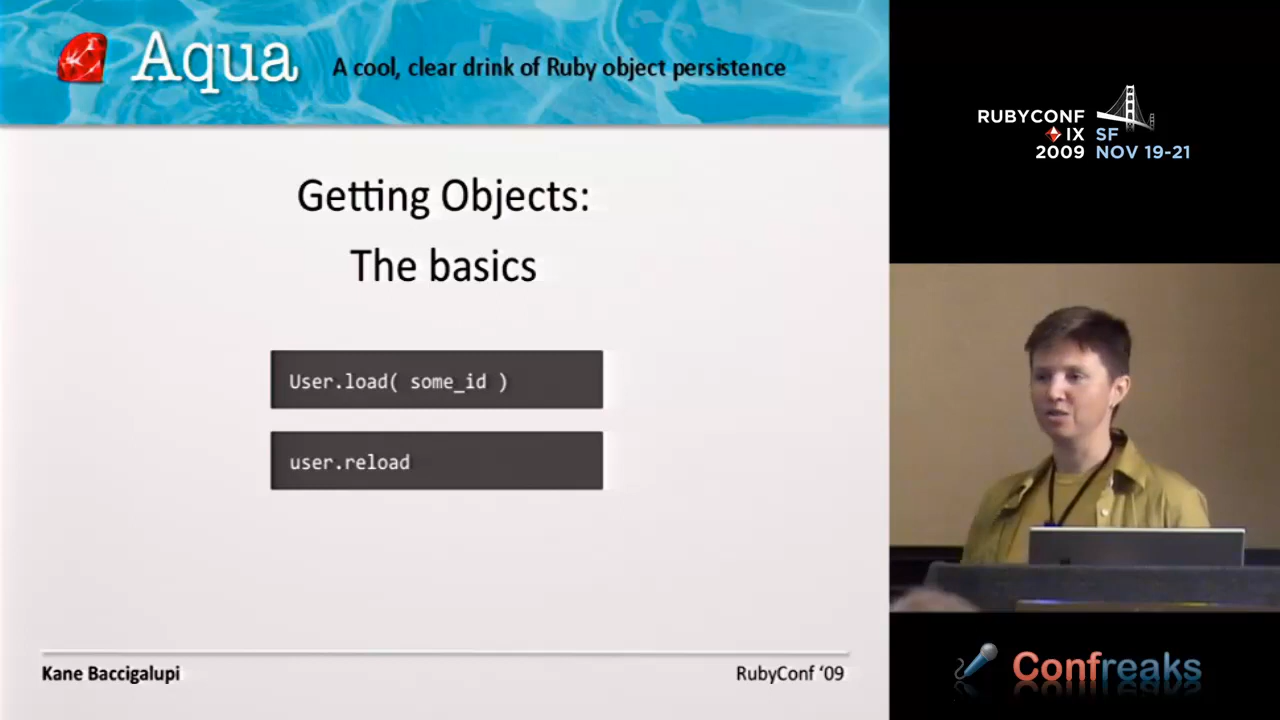 Aqua
A cool, clear drink of Ruby object persistence
Getting Objects:
The basics
User.load( some_id )
user.reload
Kane Baccigalupi
RubyConf ‘09
RUBYCONF
IX SF
2009 NOV 19-21
Confreaks